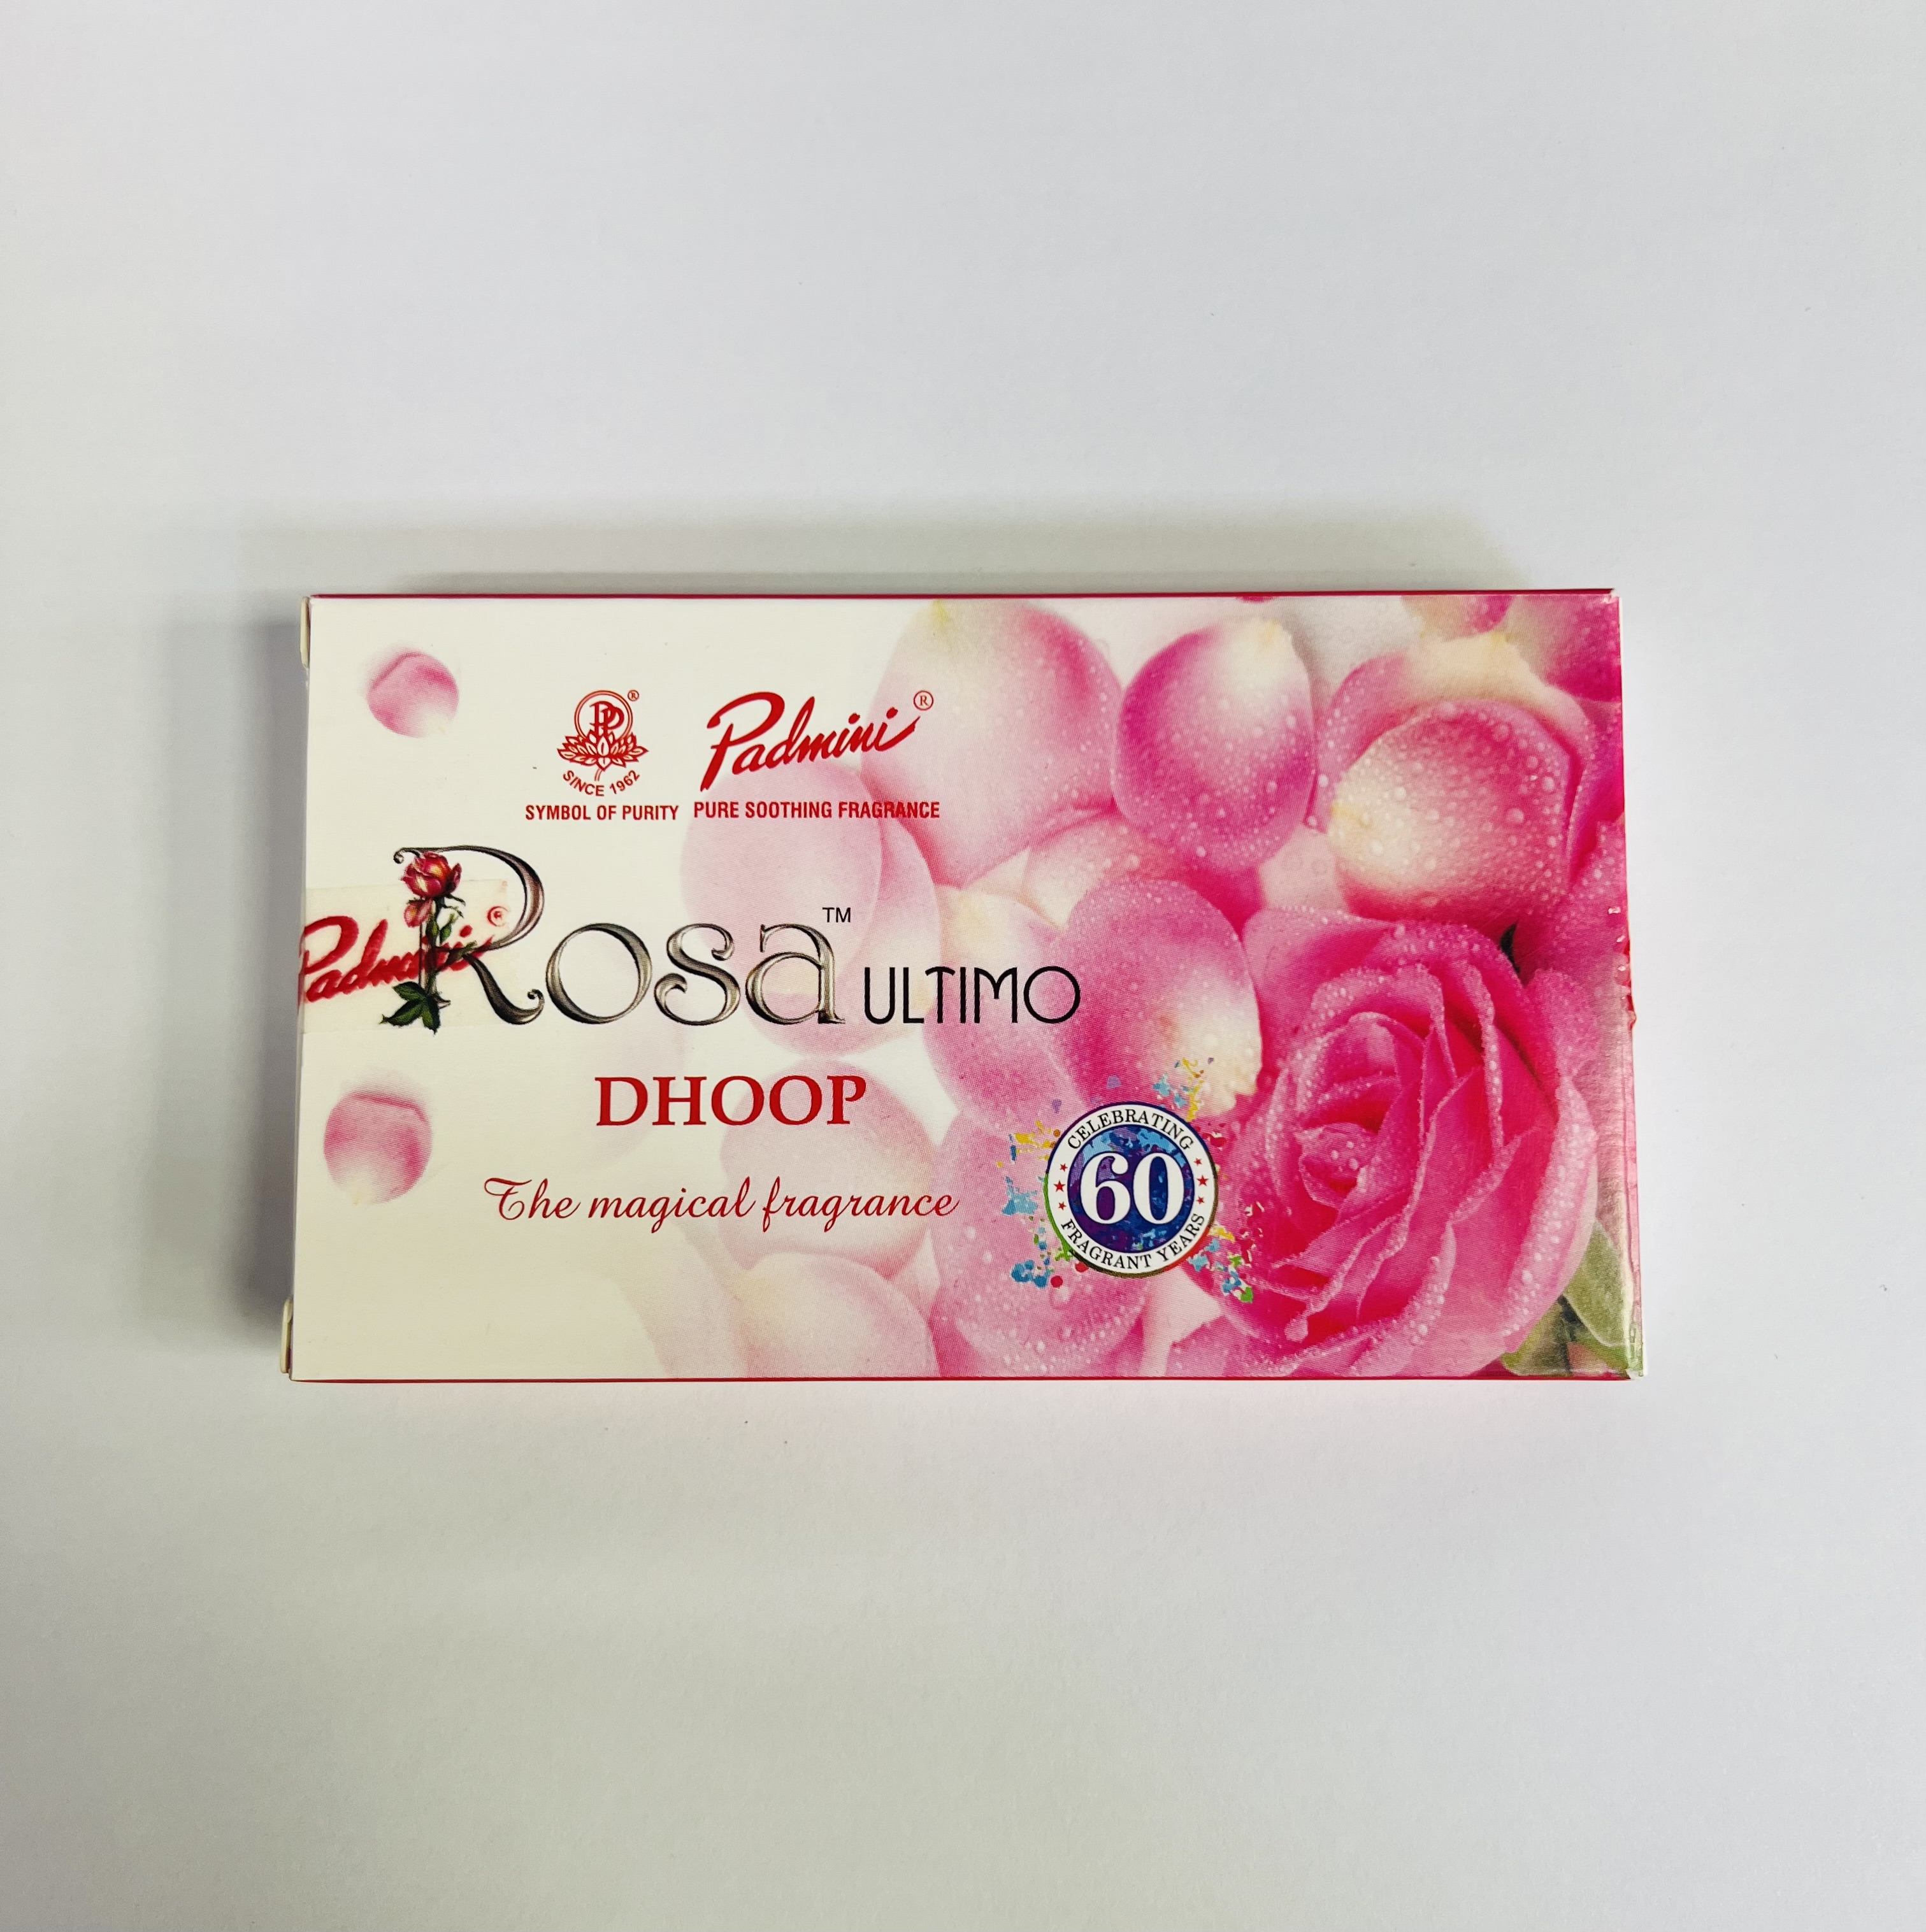 PP ®
SINCE 1962
SYMBOL OF PURITY
Padmini ®
PURE SOOTHING FRAGRANCE
Padmini ®
Rosa™ ULTIMO
DHOOP
The magical fragrance
CELEBRATING
60
FRAGRANT YEARS